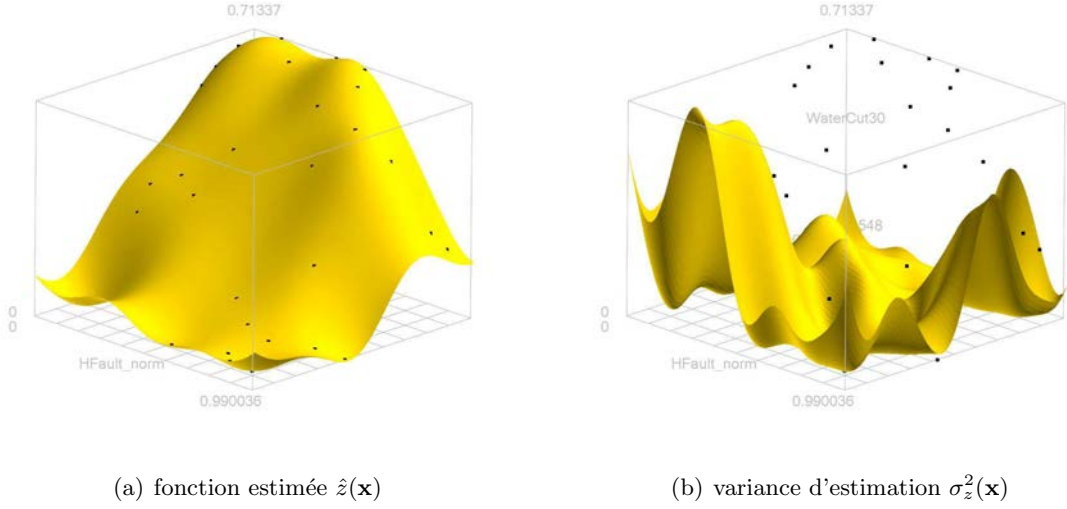 0.71337
0
0
HFault_norm
0.990036
0.71337
WaterCut30
548
0
0
HFault_norm
0.990036
(a) fonction estimée ẑ(x)
(b) variance d'estimation σ²_z(x)